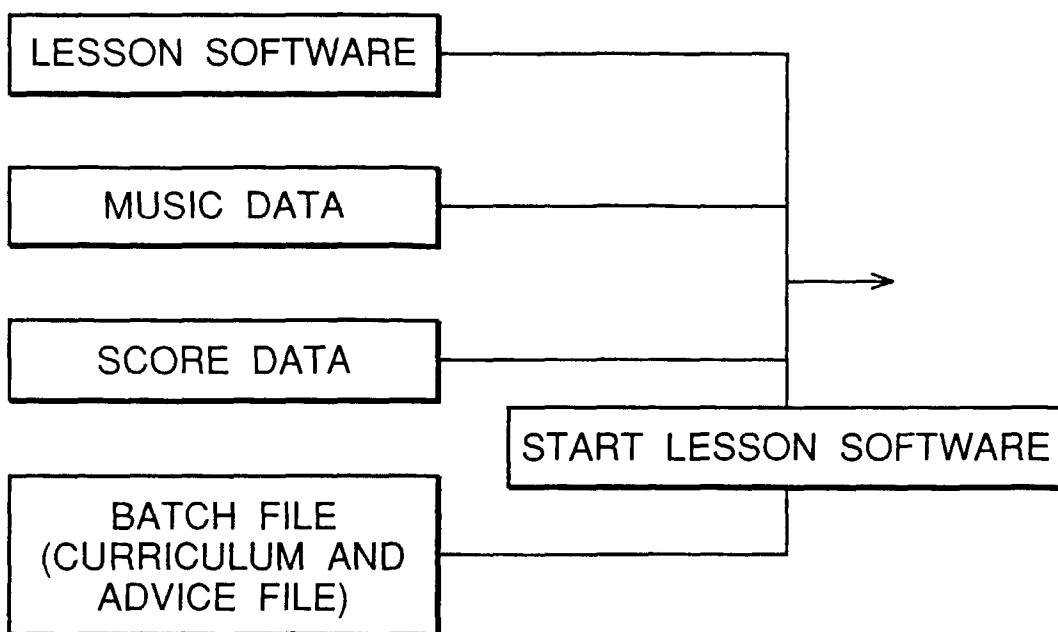 LESSON SOFTWARE
MUSIC DATA
SCORE DATA
START LESSON SOFTWARE
BATCH FILE
(CURRICULUM AND
ADVICE FILE)